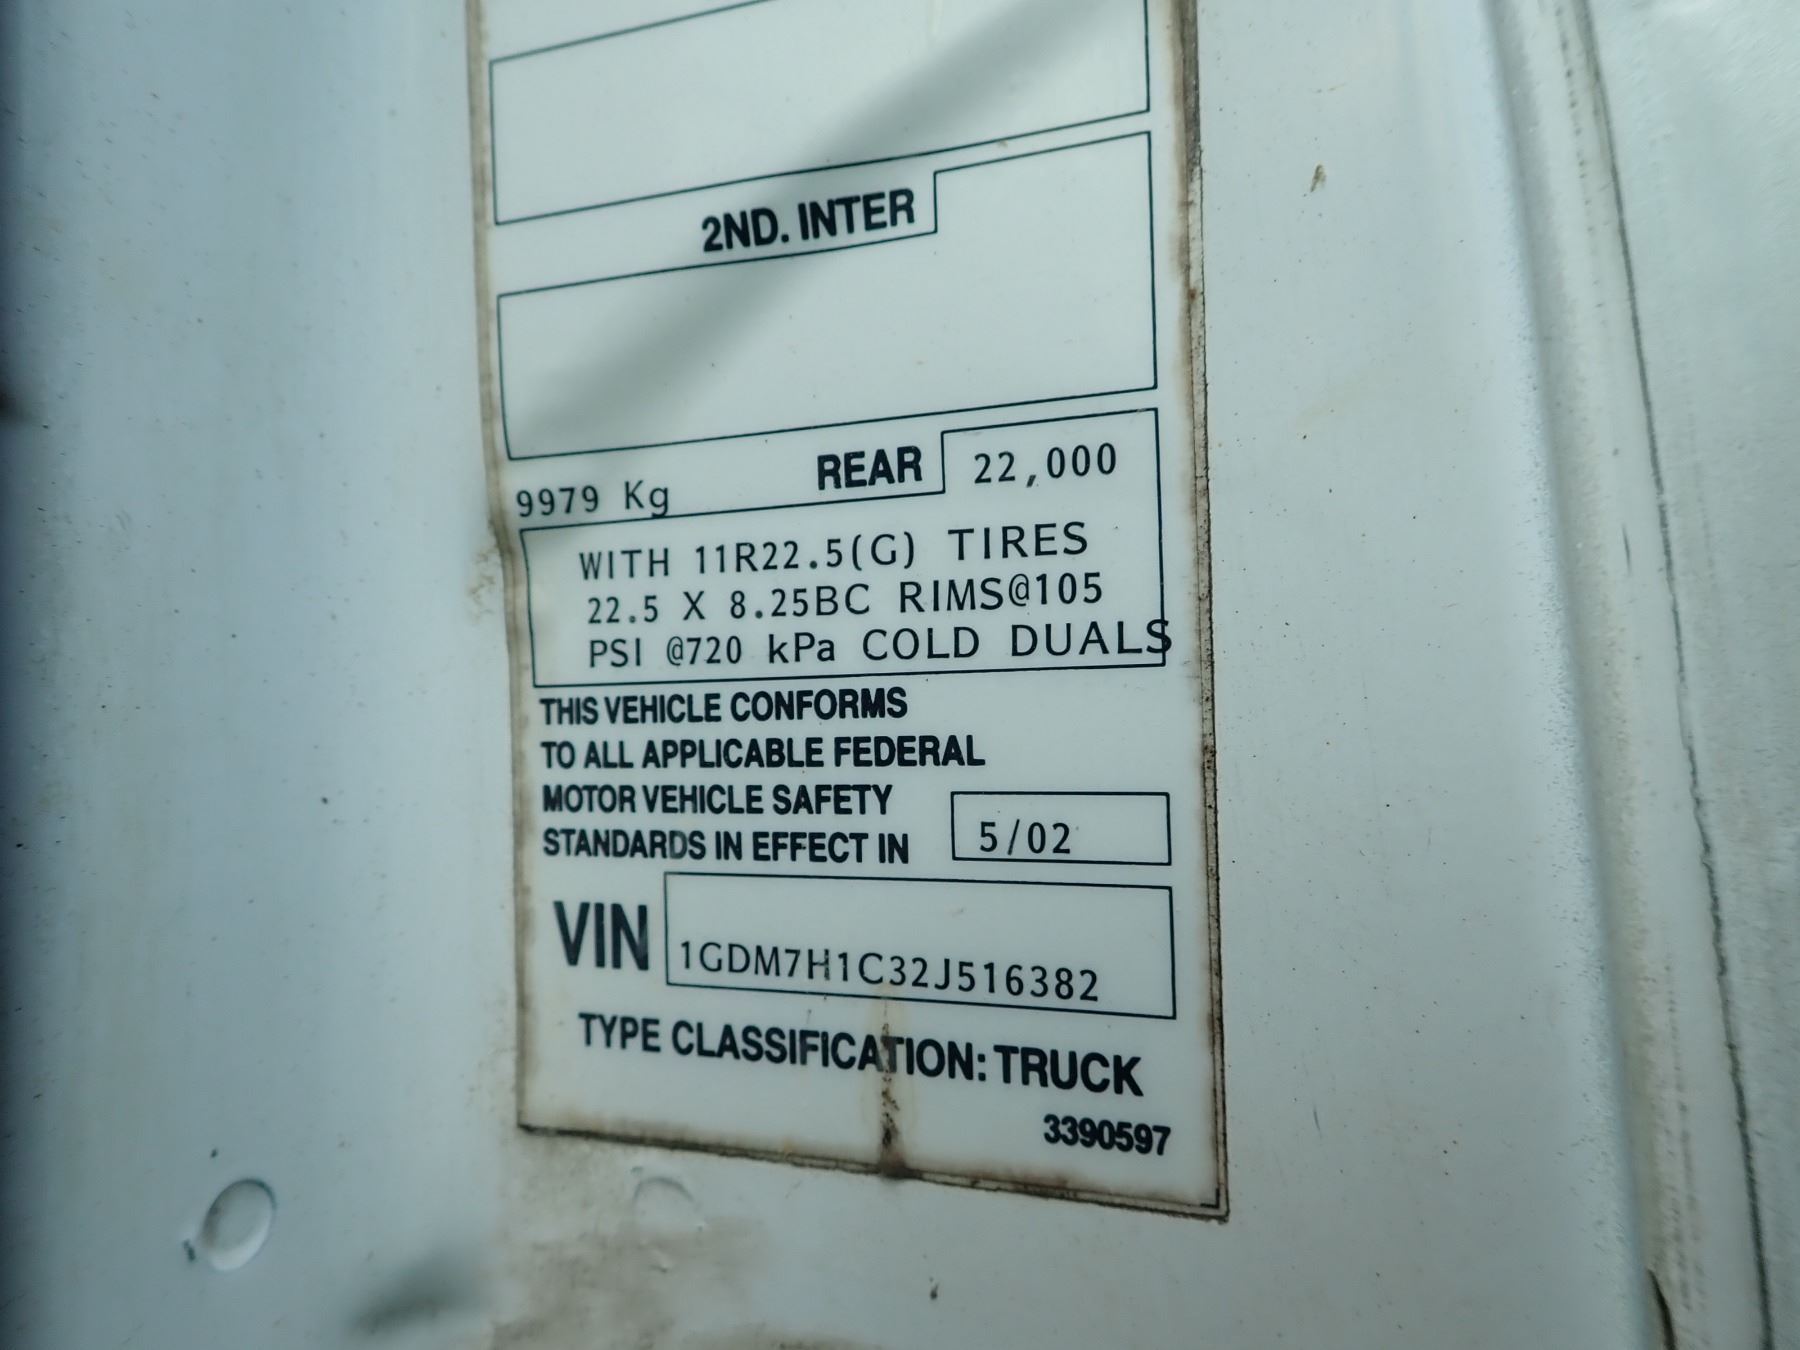 2ND. INTER
9979 Kg REAR 22,000
WITH 11R22.5(G) TIRES
22.5 X 8.25BC RIMS@105
PSI @720 kPa COLD DUALS
THIS VEHICLE CONFORMS
TO ALL APPLICABLE FEDERAL
MOTOR VEHICLE SAFETY
STANDARDS IN EFFECT IN 5/02
VIN 1GDM7H1C32J516382
TYPE CLASSIFICATION: TRUCK
3390597